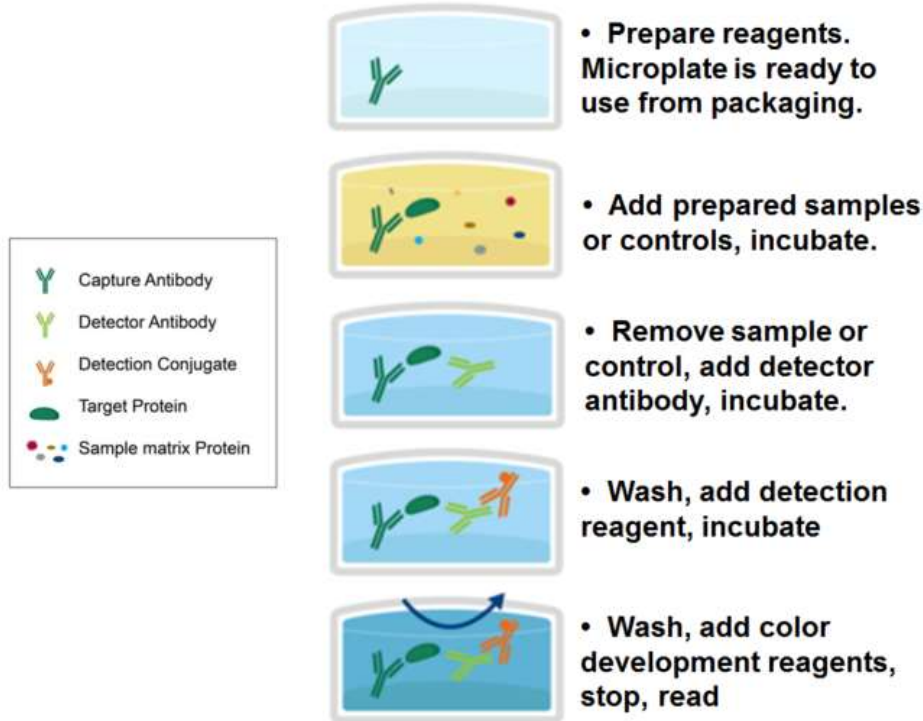 • Prepare reagents.
Microplate is ready to
use from packaging.
• Add prepared samples
or controls, incubate.
Capture Antibody
Detector Antibody
Detection Conjugate
Target Protein
Sample matrix Protein
• Remove sample or
control, add detector
antibody, incubate.
• Wash, add detection
reagent, incubate
• Wash, add color
development reagents,
stop, read